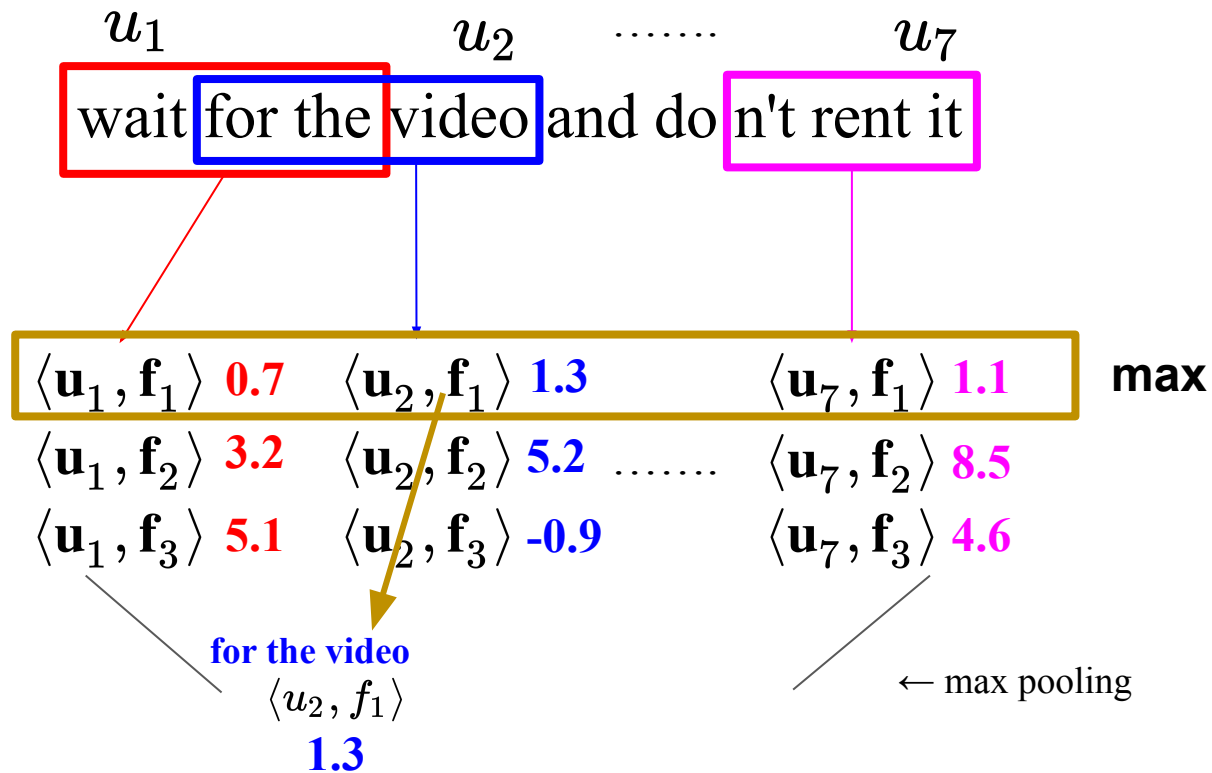 u₁ u₂ ....... u₇
wait for the video and do n't rent it
⟨u₁, f₁⟩ 0.7 ⟨u₂, f₁⟩ 1.3 ⟨u₇, f₁⟩ 1.1 max
⟨u₁, f₂⟩ 3.2 ⟨u₂, f₂⟩ 5.2 ....... ⟨u₇, f₂⟩ 8.5
⟨u₁, f₃⟩ 5.1 ⟨u₂, f₃⟩ -0.9 ⟨u₇, f₃⟩ 4.6
for the video
⟨u₂, f₁⟩ ← max pooling
1.3